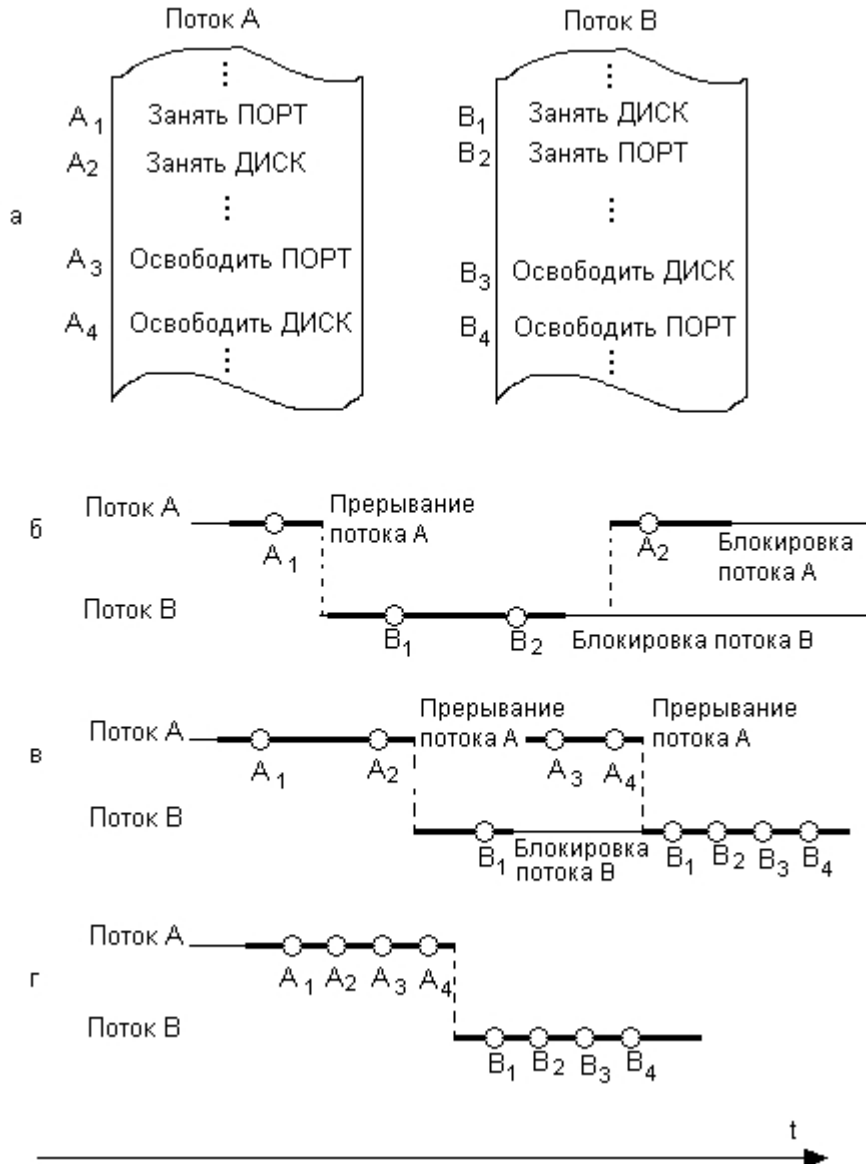 Поток А
Поток В
а
A1 Занять ПОРТ
A2 Занять ДИСК
A3 Освободить ПОРТ
A4 Освободить ДИСК
B1 Занять ДИСК
B2 Занять ПОРТ
B3 Освободить ДИСК
B4 Освободить ПОРТ
б
Поток А
A1
Прерывание
потока А
A2
Блокировка
потока А
Поток В
B1
B2
Блокировка потока В
в
Поток А
A1
A2
Прерывание
потока А
A3
A4
Прерывание
потока А
Поток В
B1
Блокировка
потока В
B1
B2
B3
B4
г
Поток А
A1 A2 A3 A4
Поток В
B1 B2 B3 B4
t